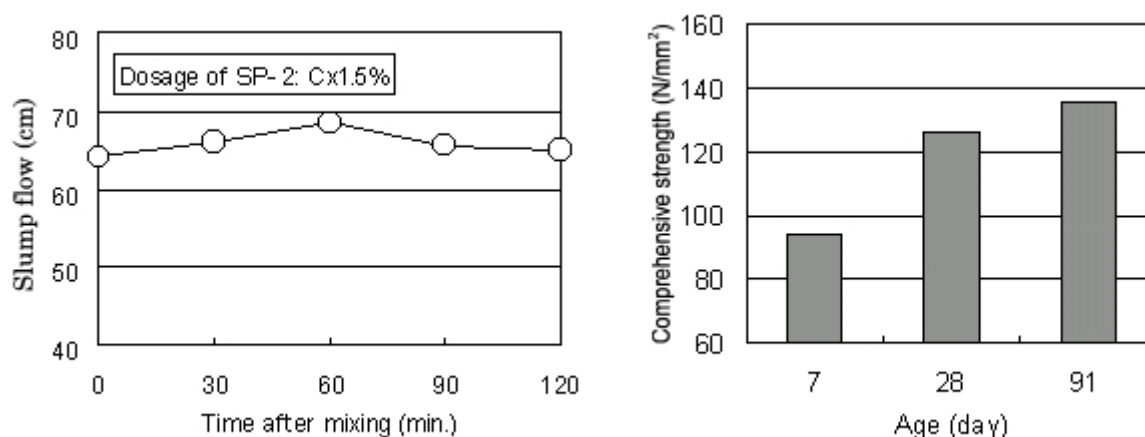 80
70
60
50
40
Slump flow (cm)
Dosage of SP-2: Cx1.5%
0 30 60 90 120
Time after mixing (min.)
160
140
120
100
80
60
Comprehensive strength (N/mm²)
7 28 91
Age (day)